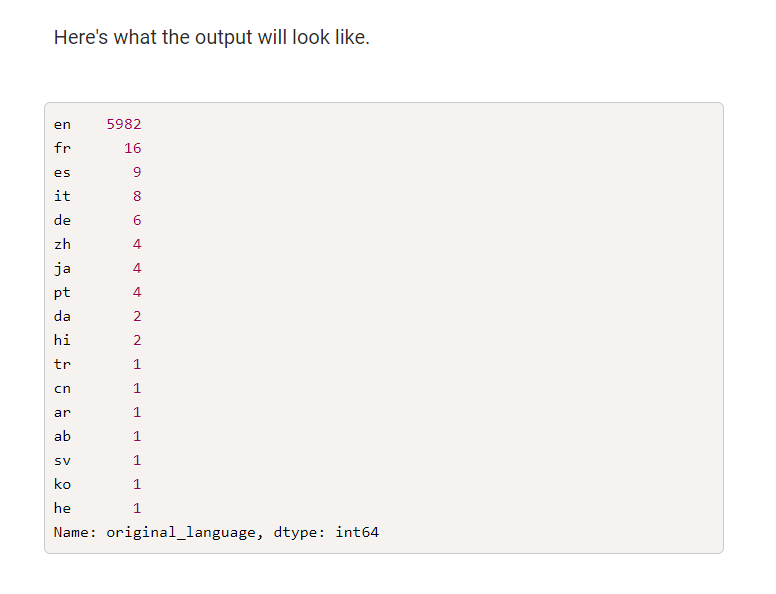 Here's what the output will look like.
en    5982
fr      16
es       9
it       8
de       6
zh       4
ja       4
pt       4
da       2
hi       2
tr       1
cn       1
ar       1
ab       1
sv       1
ko       1
he       1
Name: original_language, dtype: int64